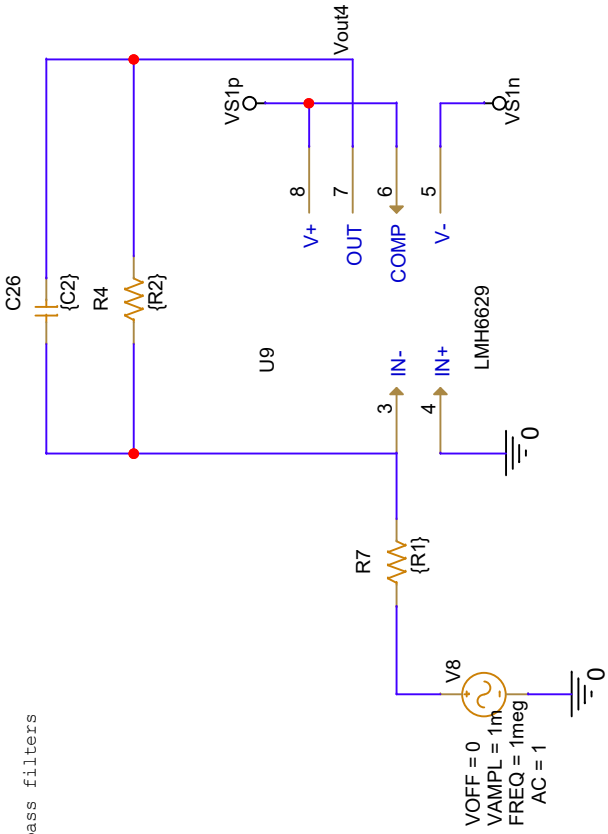 C26
{C2}
R4
{R2}
Vout4
VS1p
VS1n
8
7
6
5
V+
OUT
COMP
V-
U9
LMH6629
IN-
IN+
3
4
0
R7
{R1}
V8
VOFF = 0
VAMPL = 1m
FREQ = 1meg
AC = 1
0
filters